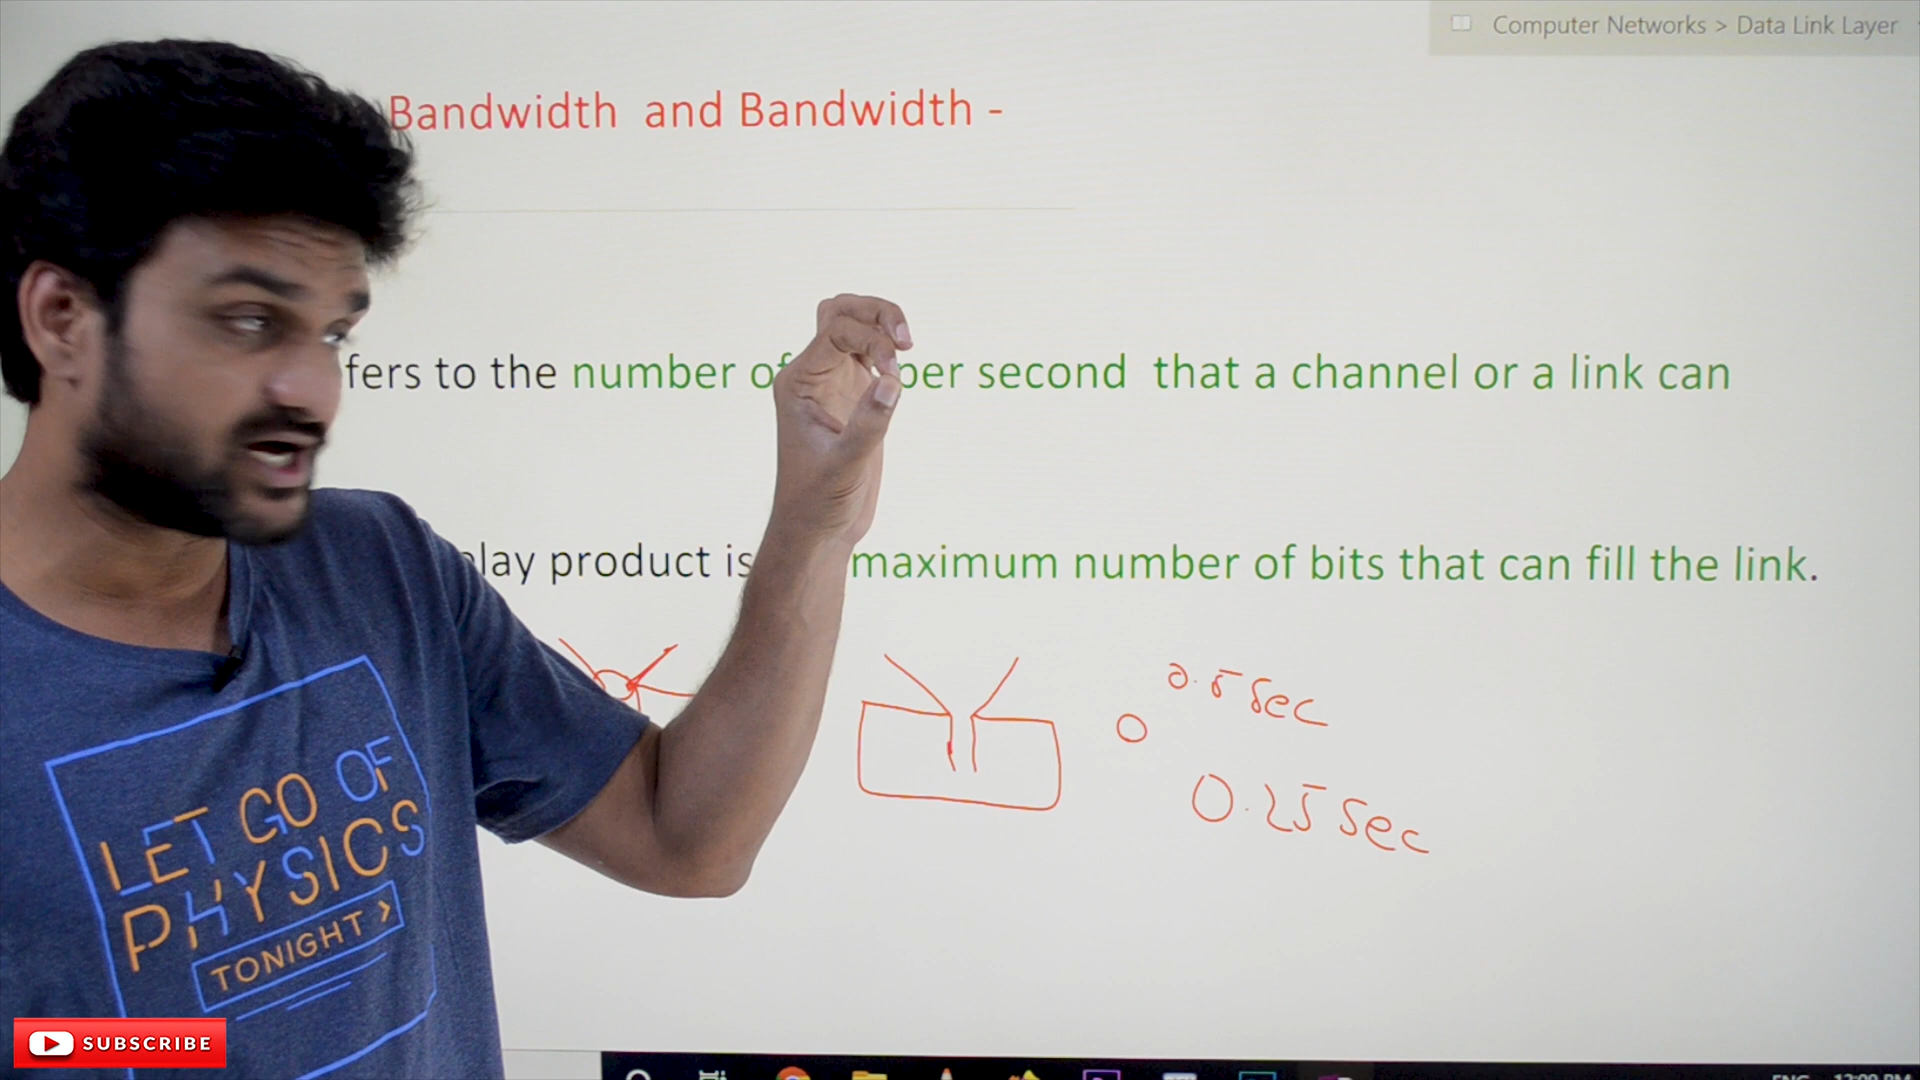 Computer Networks > Data Link Layer
Bandwidth and Bandwidth -
fers to the number of per second that a channel or a link can
lay product is maximum number of bits that can fill the link.
0.5 sec
0.25 sec
LET GO OF
PHYSICS
TONIGHT >
SUBSCRIBE